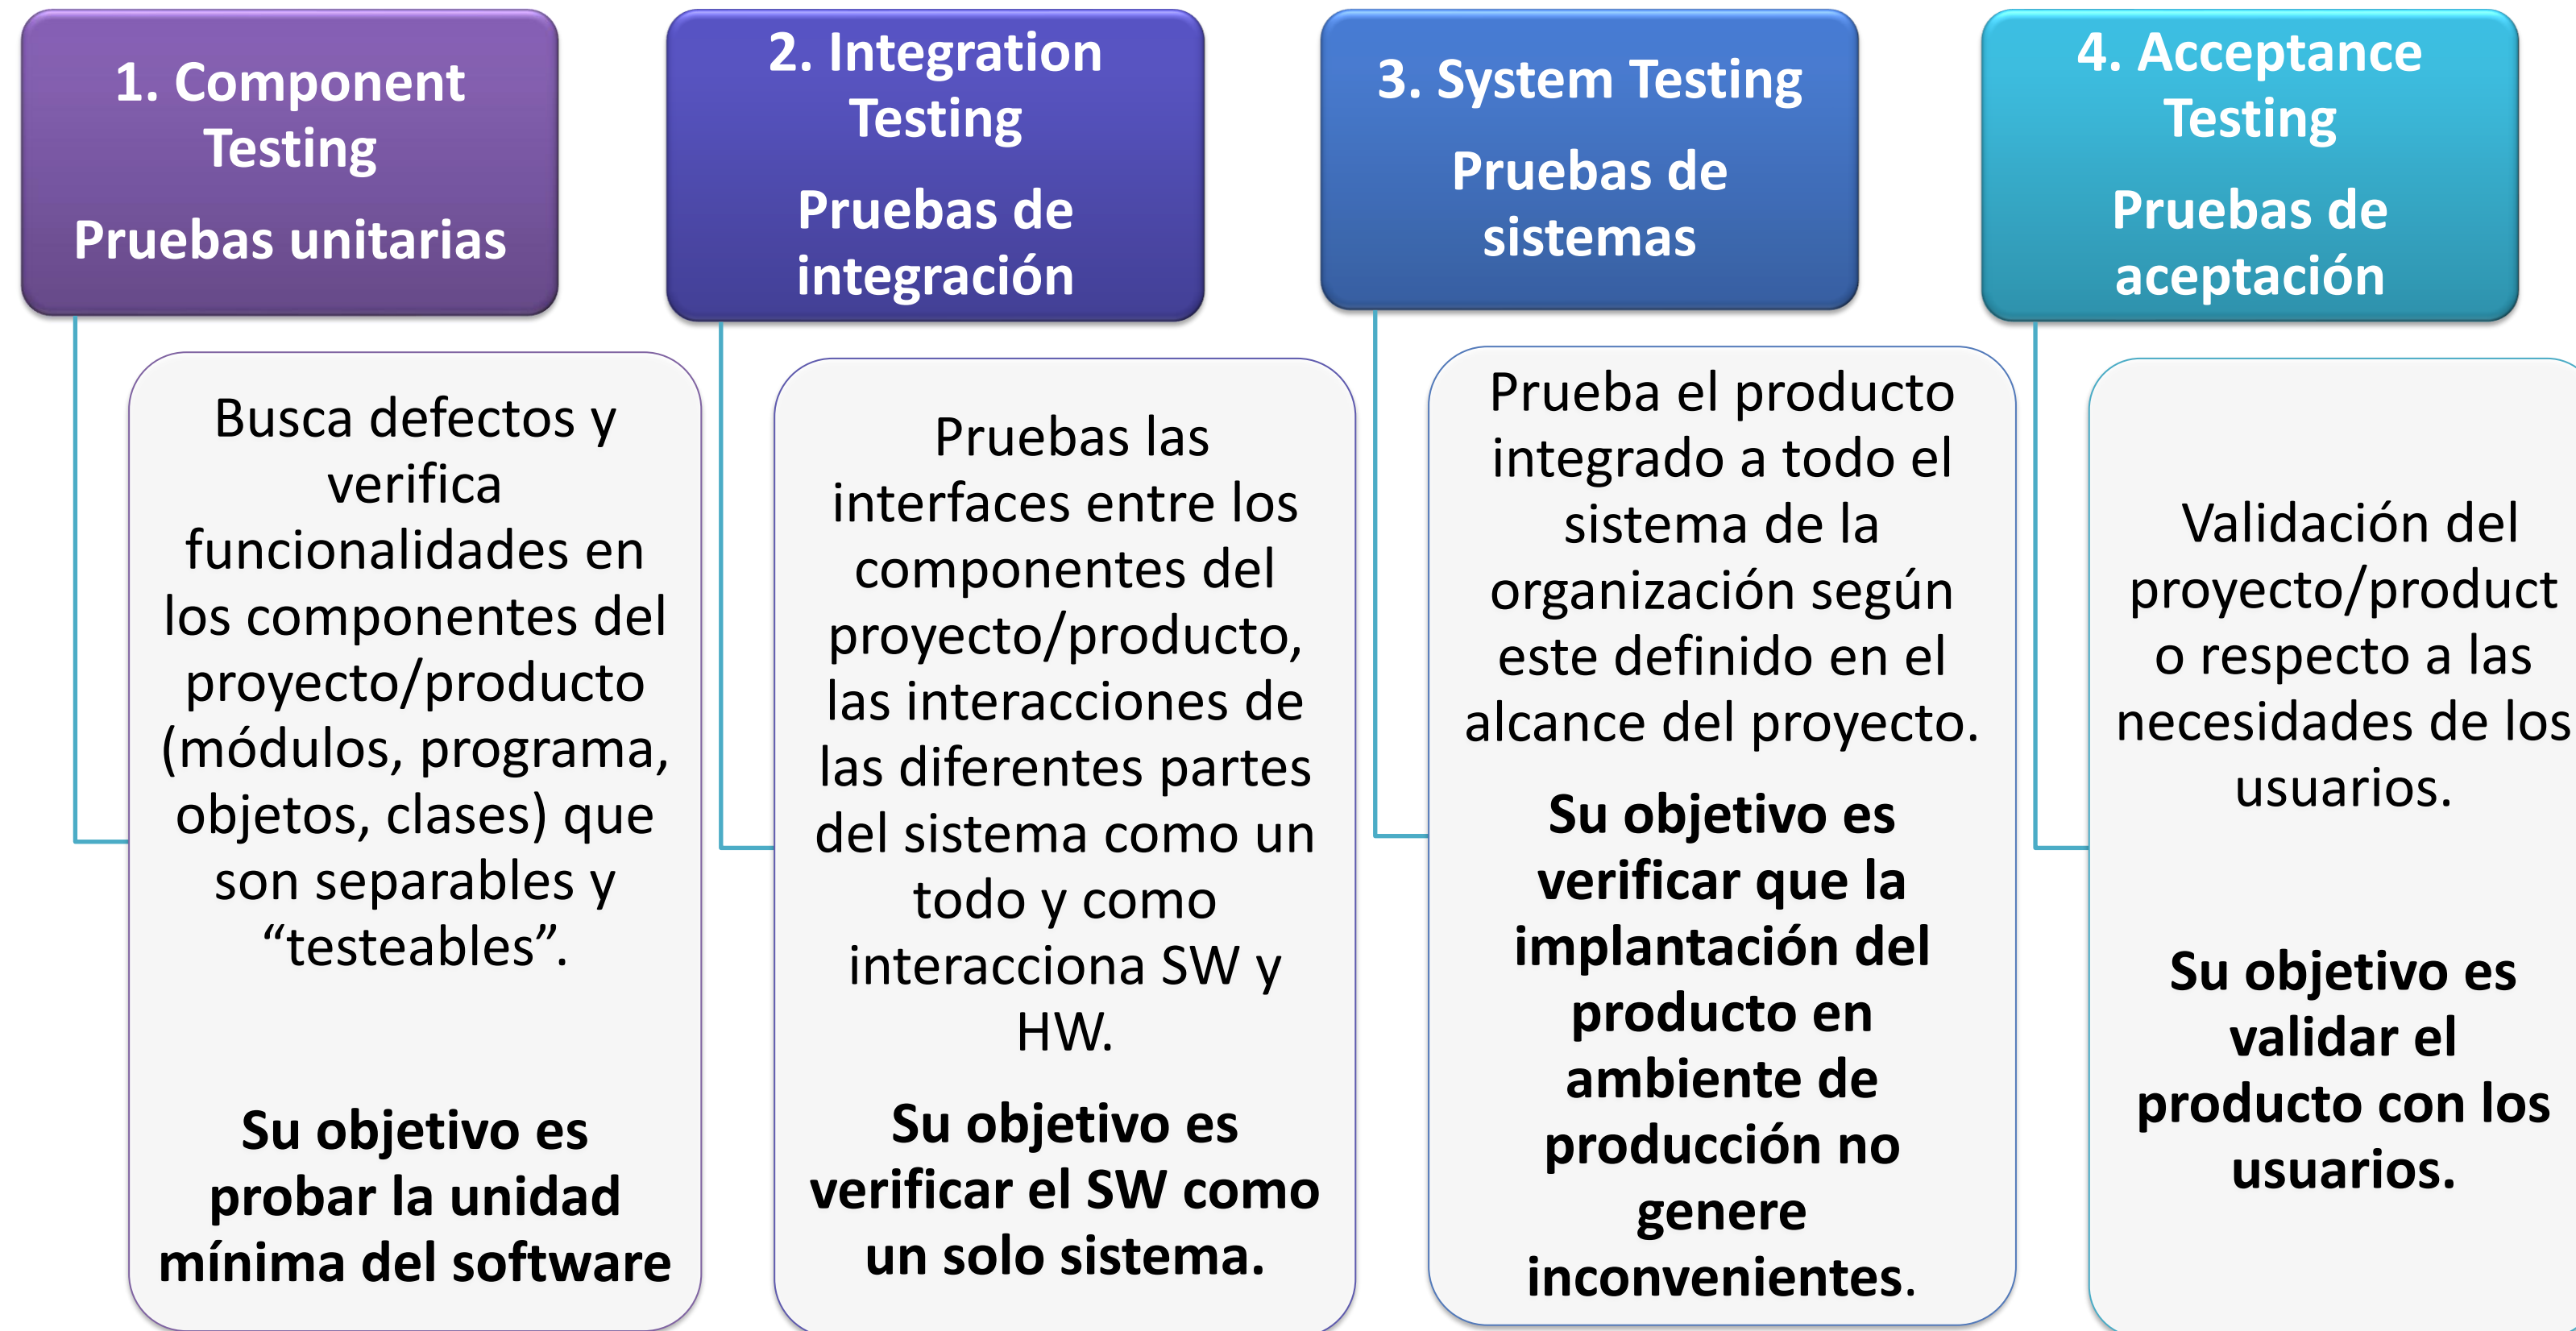 1. Component
Testing
Pruebas unitarias
Busca defectos y
verifica
funcionalidades en
los componentes del
proyecto/producto
(módulos, programa,
objetos, clases) que
son separables y
“testeables”.
Su objetivo es
probar la unidad
mínima del software
2. Integration
Testing
Pruebas de
integración
Pruebas las
interfaces entre los
componentes del
proyecto/producto,
las interacciones de
las diferentes partes
del sistema como un
todo y como
interacciona SW y
HW.
Su objetivo es
verificar el SW como
un solo sistema.
3. System Testing
Pruebas de
sistemas
Prueba el producto
integrado a todo el
sistema de la
organización según
este definido en el
alcance del proyecto.
Su objetivo es
verificar que la
implantación del
producto en
ambiente de
producción no
genere
inconvenientes.
4. Acceptance
Testing
Pruebas de
aceptación
Validación del
proyecto/product
o respecto a las
necesidades de los
usuarios.
Su objetivo es
validar el
producto con los
usuarios.